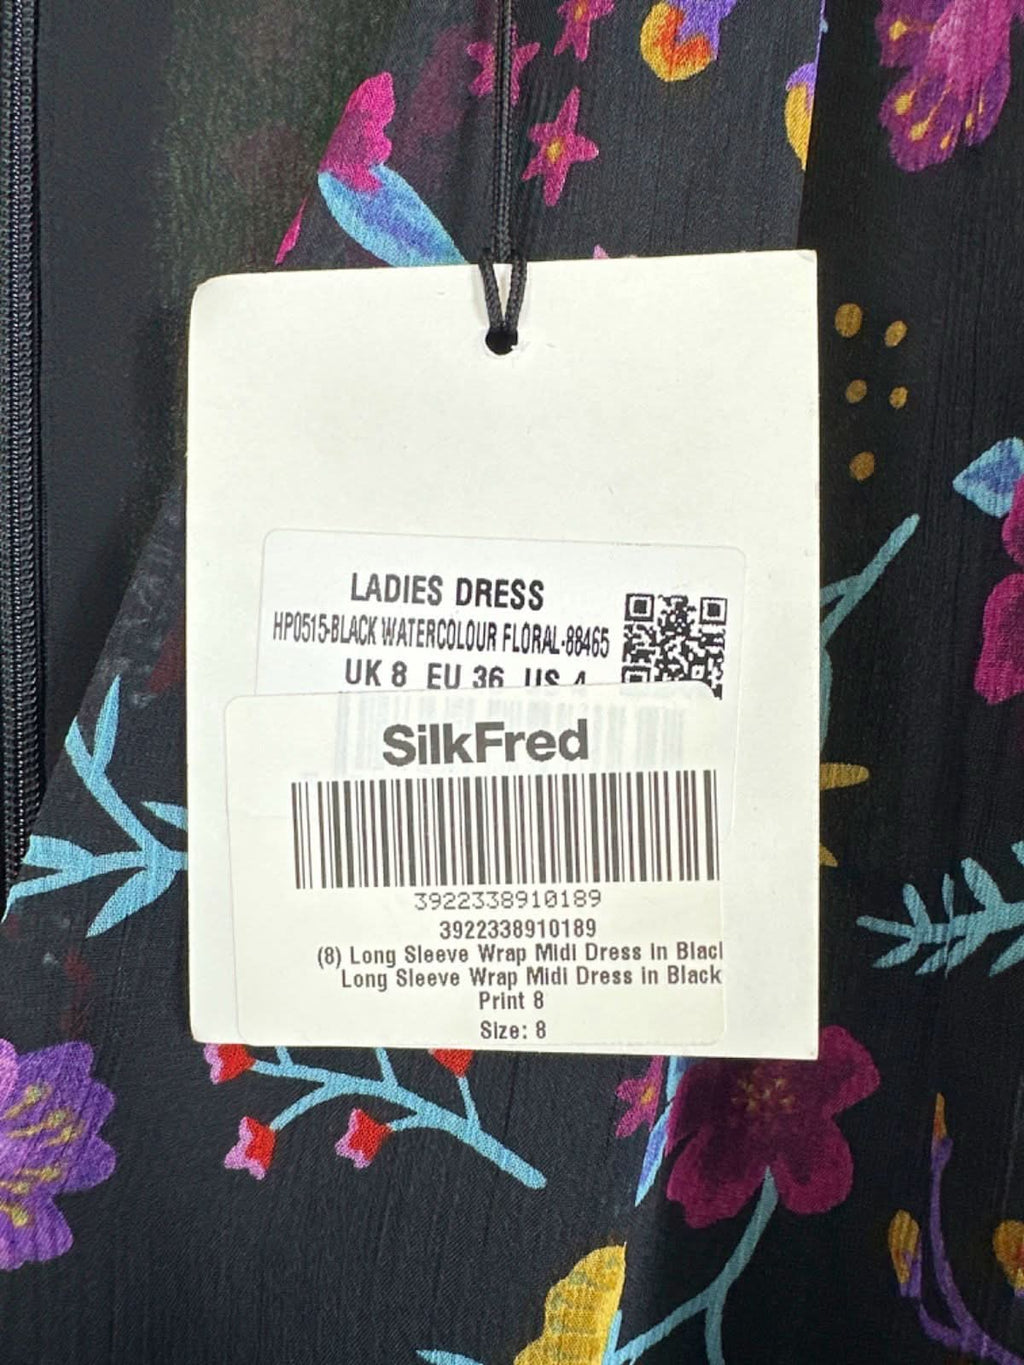 LADIES DRESS
HP0515-BLACK WATERCOLOUR FLORAL-88465
UK 8 EU 36 US 4
SilkFred
3922338910189
3922338910189
(8) Long Sleeve Wrap Midi Dress in Blacl
Long Sleeve Wrap Midi Dress in Black
Print 8
Size: 8